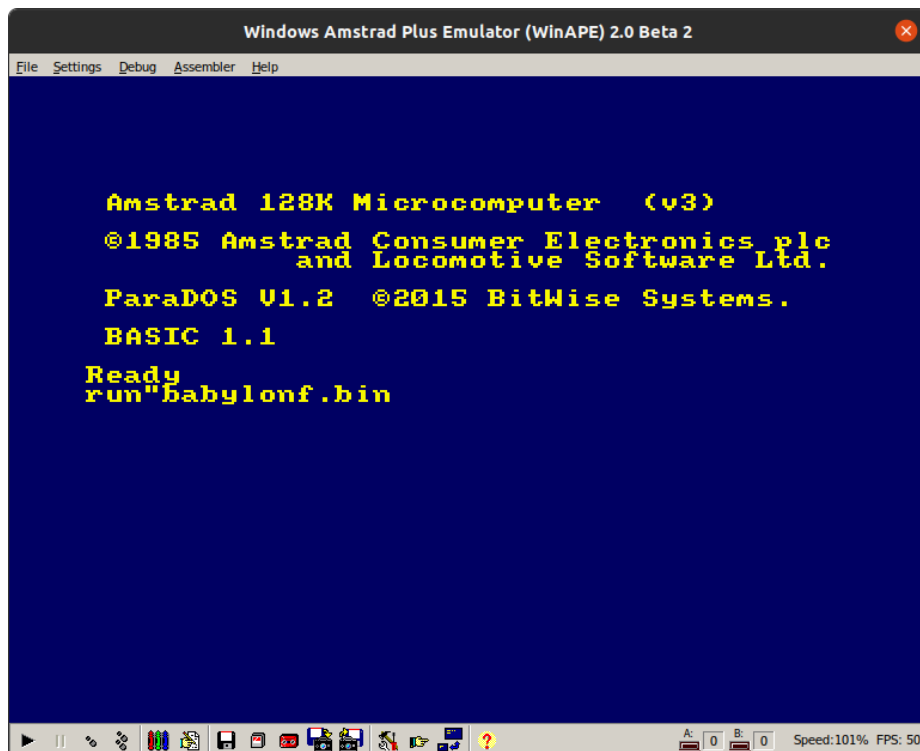 Windows Amstrad Plus Emulator (WinAPE) 2.0 Beta 2
File Settings Debug Assembler Help
Amstrad 128K Microcomputer (v3)
©1985 Amstrad Consumer Electronics plc
and Locomotive Software Ltd.
ParaDOS V1.2 ©2015 BitWise Systems.
BASIC 1.1
Ready
run"babylonf.bin
A: 0 B: 0 Speed:101% FPS: 50